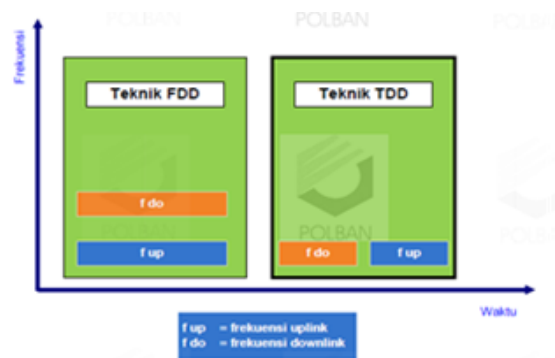 POLBAN
POLBAN
POLBAN
Frekuensi
Teknik FDD
Teknik TDD
f do
f up
POLBAN
POLBAN
POLBAN
f do
f up
Waktu
f up = frekuensi uplink
f do = frekuensi downlink